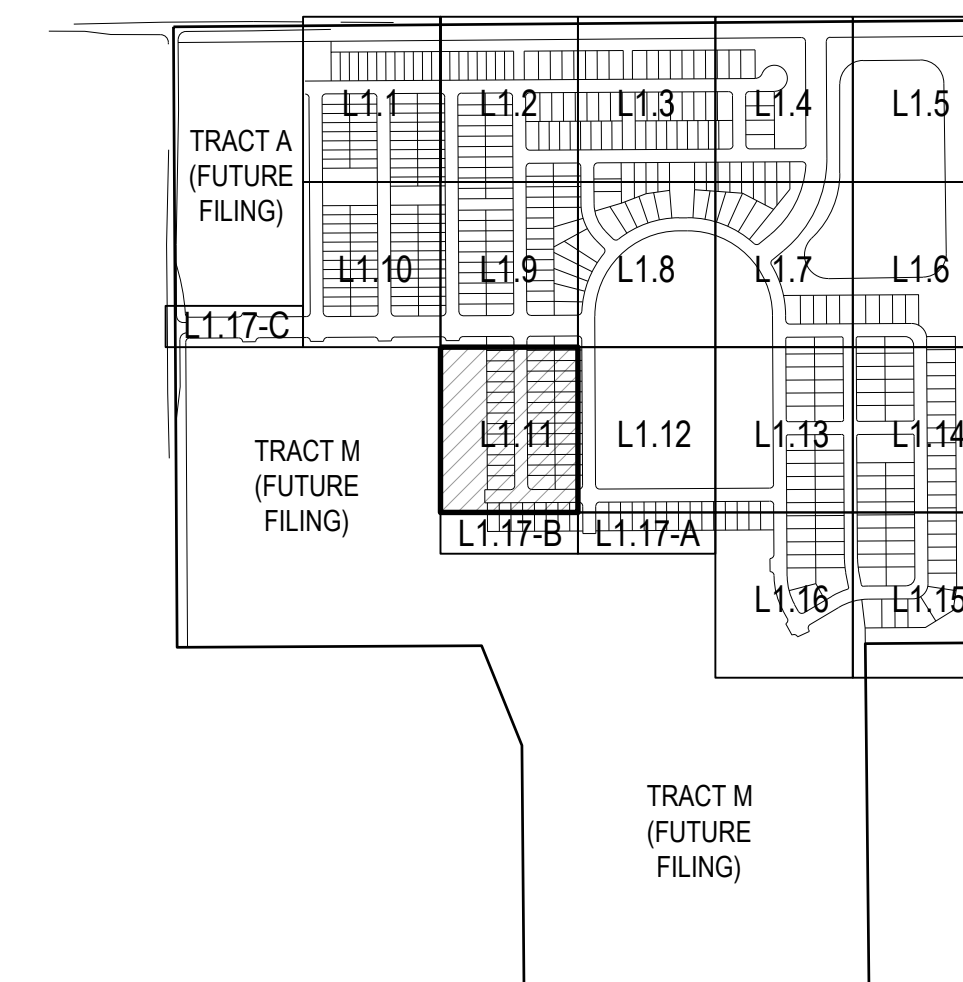 L1.1
L1.2
L1.3
L1.4
L1.5
TRACT A
(FUTURE
FILING)
L1.10
L1.9
L1.8
L1.7
L1.6
L1.17-C
L1.11
L1.12
L1.13
L1.14
TRACT M
(FUTURE
FILING)
L1.17-B
L1.17-A
L1.16
L1.15
TRACT M
(FUTURE
FILING)